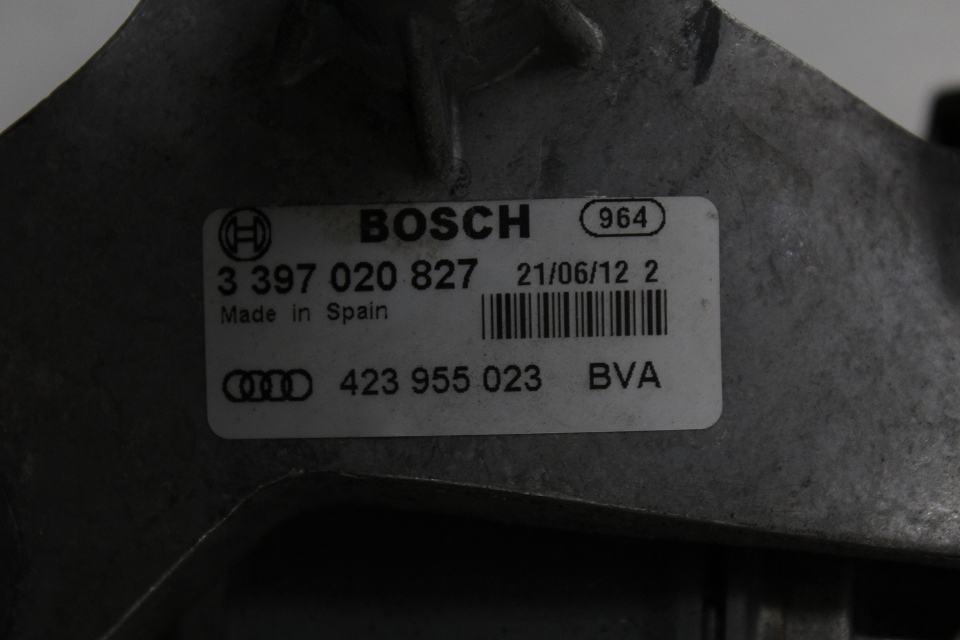 BOSCH 964
3 397 020 827 21/06/12 2
Made in Spain
423 955 023 BVA